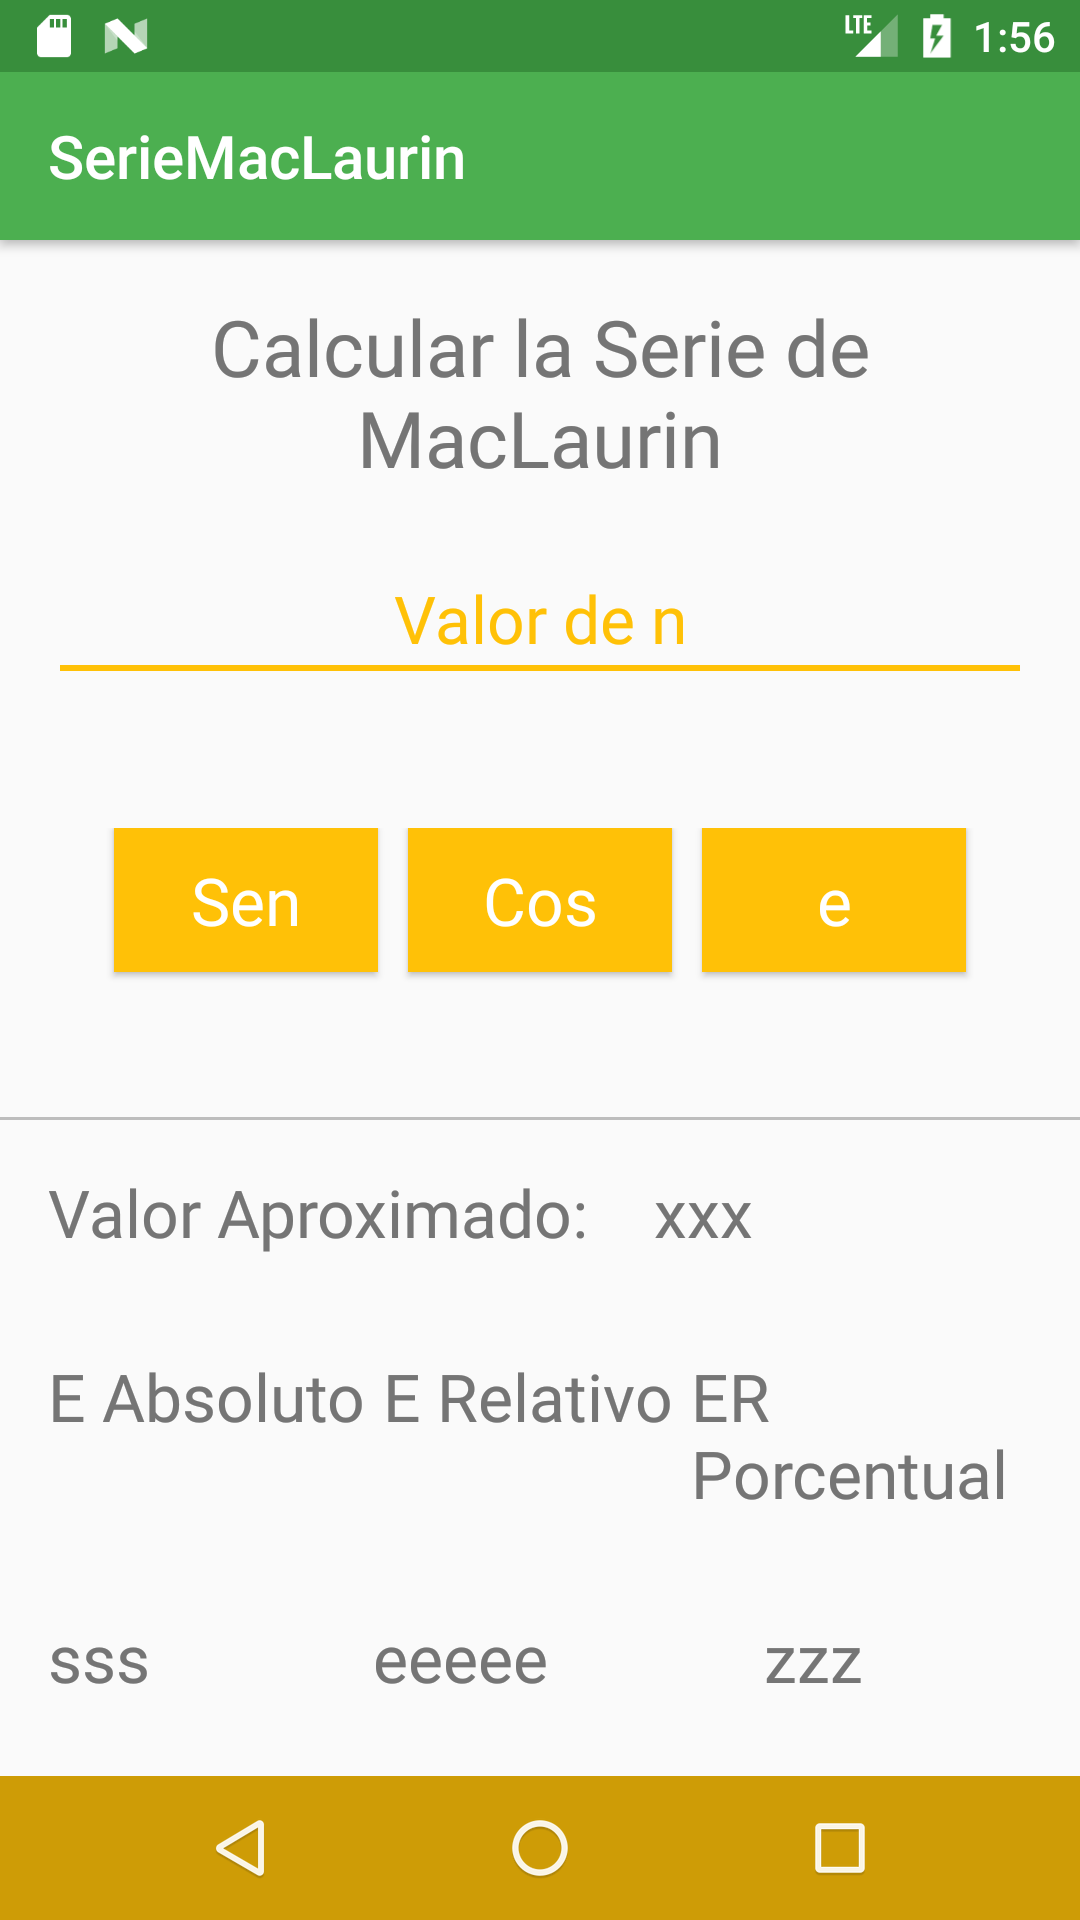 LTE 1:56
SerieMacLaurin
Calcular la Serie de
MacLaurin
Valor de n
Sen Cos e
Valor Aproximado: xxx
E Absoluto E Relativo ER
Porcentual
sss eeeee zzz